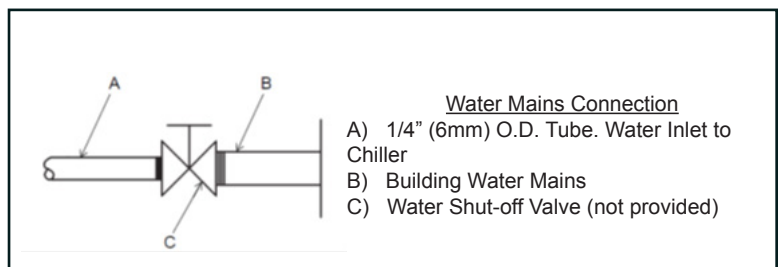 A
B
C
Water Mains Connection
A) 1/4” (6mm) O.D. Tube. Water Inlet to
Chiller
B) Building Water Mains
C) Water Shut-off Valve (not provided)